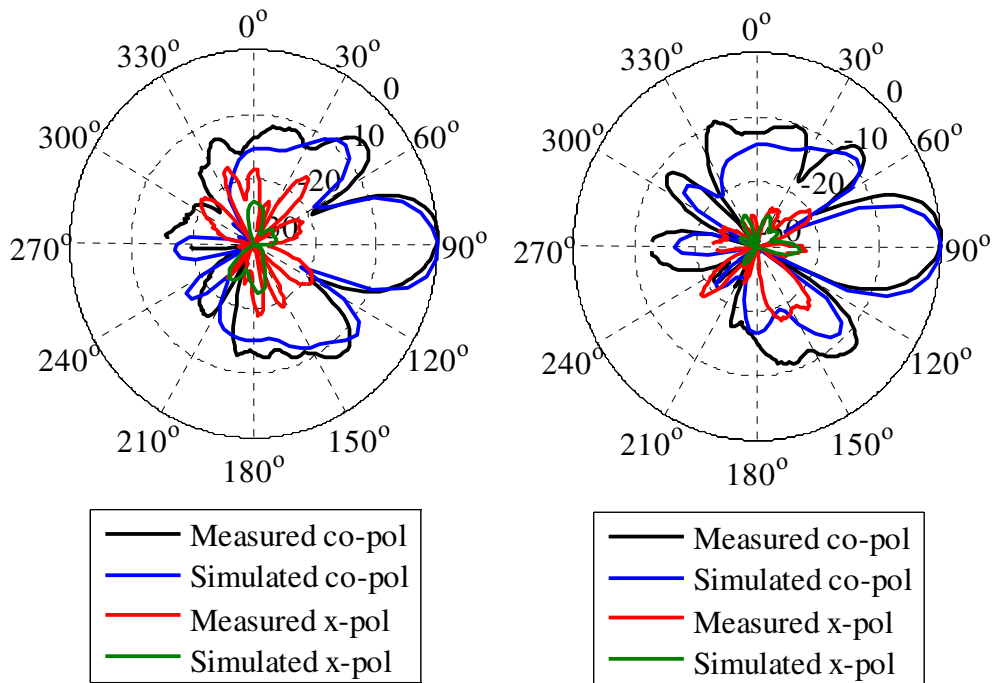 0°
330° 30°
0
300° -10 60°
-20
270° 90°
240° 120°
210° 150°
180°
Measured co-pol
Simulated co-pol
Measured x-pol
Simulated x-pol
0°
330° 30°
0
300° -10 60°
-20
270° 90°
240° 120°
210° 150°
180°
Measured co-pol
Simulated co-pol
Measured x-pol
Simulated x-pol